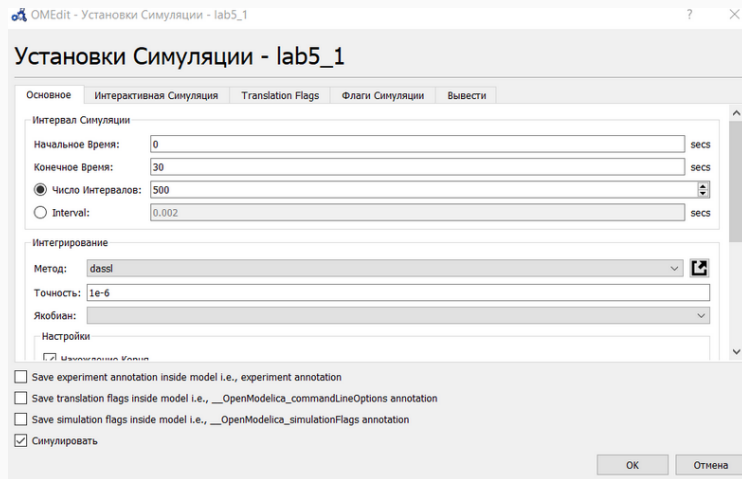 OMEdit - Установки Симуляции - lab5_1
Установки Симуляции - lab5_1
Основное Интерактивная Симуляция Translation Flags Флаги Симуляции Вывести
Интервал Симуляции
Начальное Время: 0 secs
Конечное Время: 30 secs
Число Интервалов: 500
Interval: 0.002 secs
Интегрирование
Метод: dassl
Точность: 1e-6
Якобиан:
Настройки
Нахождение Корня
Save experiment annotation inside model i.e., experiment annotation
Save translation flags inside model i.e., __OpenModelica_commandLineOptions annotation
Save simulation flags inside model i.e., __OpenModelica_simulationFlags annotation
Симулировать
OK Отмена